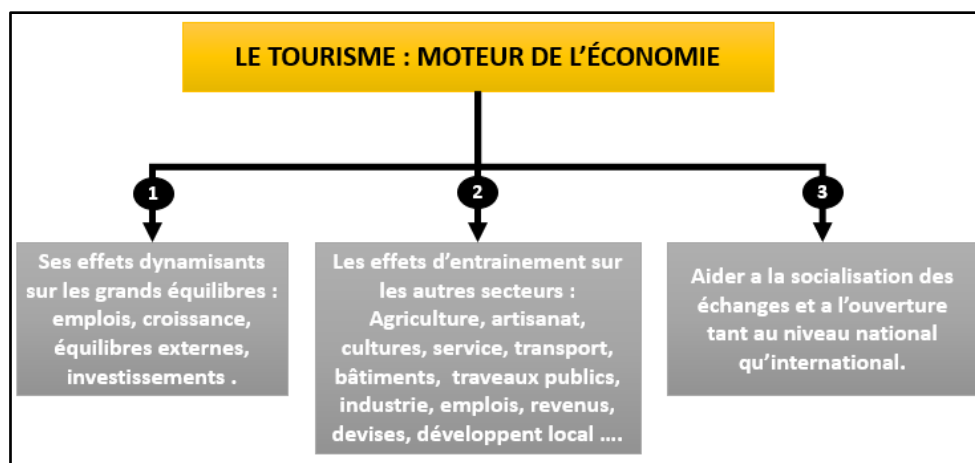 LE TOURISME : MOTEUR DE L'ÉCONOMIE
1
2
3
Ses effets dynamisants
sur les grands équilibres :
emplois, croissance,
équilibres externes,
investissements .
Les effets d'entrainement sur
les autres secteurs :
Agriculture, artisanat,
cultures, service, transport,
bâtiments, traveaux publics,
industrie, emplois, revenus,
devises, développent local ....
Aider a la socialisation des
échanges et a l'ouverture
tant au niveau national
qu'international.